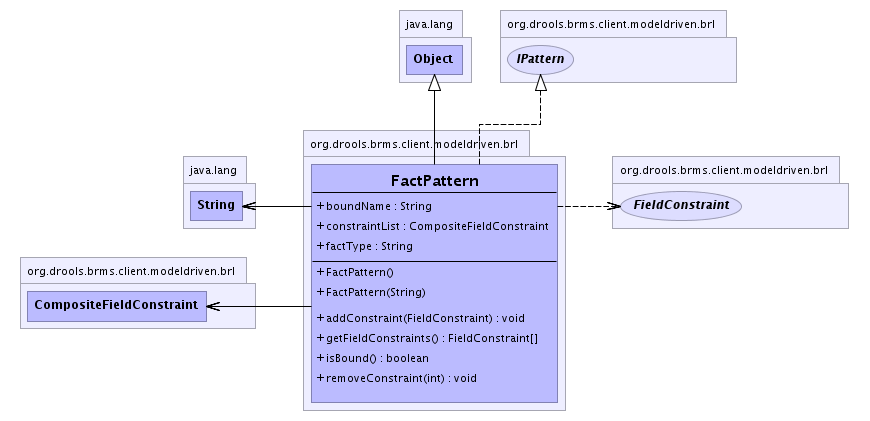 java.lang
Object
org.drools.brms.client.modeldriven.brl
IPattern
org.drools.brms.client.modeldriven.brl
FactPattern
+ boundName : String
+ constraintList : CompositeFieldConstraint
+ factType : String
+ FactPattern()
+ FactPattern(String)
+ addConstraint(FieldConstraint) : void
+ getFieldConstraints() : FieldConstraint[]
+ isBound() : boolean
+ removeConstraint(int) : void
java.lang
String
org.drools.brms.client.modeldriven.brl
FieldConstraint
org.drools.brms.client.modeldriven.brl
CompositeFieldConstraint